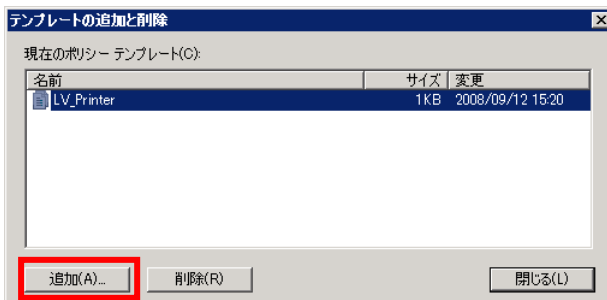 テンプレートの追加と削除
現在のポリシー テンプレート(C):
名前 サイズ 変更
LV_Printer 1KB 2008/09/12 15:20
追加(A)... 削除(R) 閉じる(L)